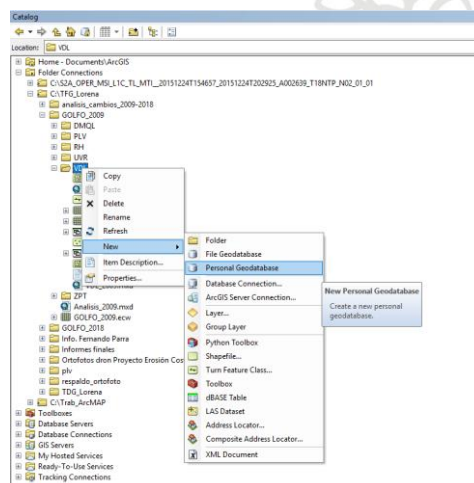 Catalog
Location: VDL
Home - Documents\ArcGIS
Folder Connections
C:\S2A_OPER_MSI_L1C_TL_MTI__20151224T154657_20151224T202925_A002639_T18NTP_N02_01_01
C:\TFG_Lorena
analisis_cambios_2009-2018
GOLFO_2009
DMQL
PLV
RH
UVR
VDL
Copy
Paste
Delete
Rename
Refresh
New
Item Description...
Properties...
Folder
File Geodatabase
Personal Geodatabase
Database Connection...
ArcGIS Server Connection...
Layer...
Group Layer
Python Toolbox
Shapefile...
Turn Feature Class...
Toolbox
dBASE Table
LAS Dataset
Address Locator...
Composite Address Locator...
XML Document
New Personal Geodatabase
Create a new personal
geodatabase.
ZPT
Analisis_2009.mxd
GOLFO_2009.ecw
GOLFO_2018
Info. Fernando Parra
Informes finales
Ortofotos dron Proyecto Erosión Cos
plv
respaldo_ortofoto
TDG_Lorena
C:\Trab_ArcMAP
Toolboxes
Database Servers
Database Connections
GIS Servers
My Hosted Services
Ready-To-Use Services
Tracking Connections